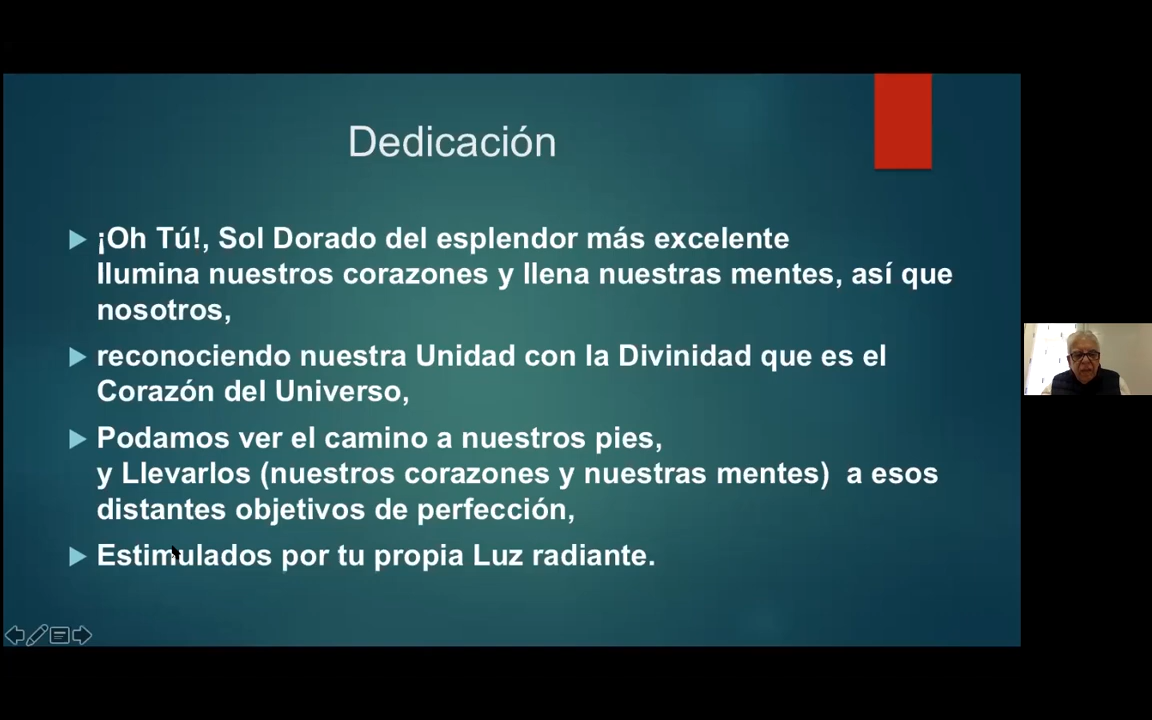 Dedicación
¡Oh Tú!, Sol Dorado del esplendor más excelente
Ilumina nuestros corazones y llena nuestras mentes, así que
nosotros,
reconociendo nuestra Unidad con la Divinidad que es el
Corazón del Universo,
Podamos ver el camino a nuestros pies,
y Llevarlos (nuestros corazones y nuestras mentes)  a esos
distantes objetivos de perfección,
Estimulados por tu propia Luz radiante.